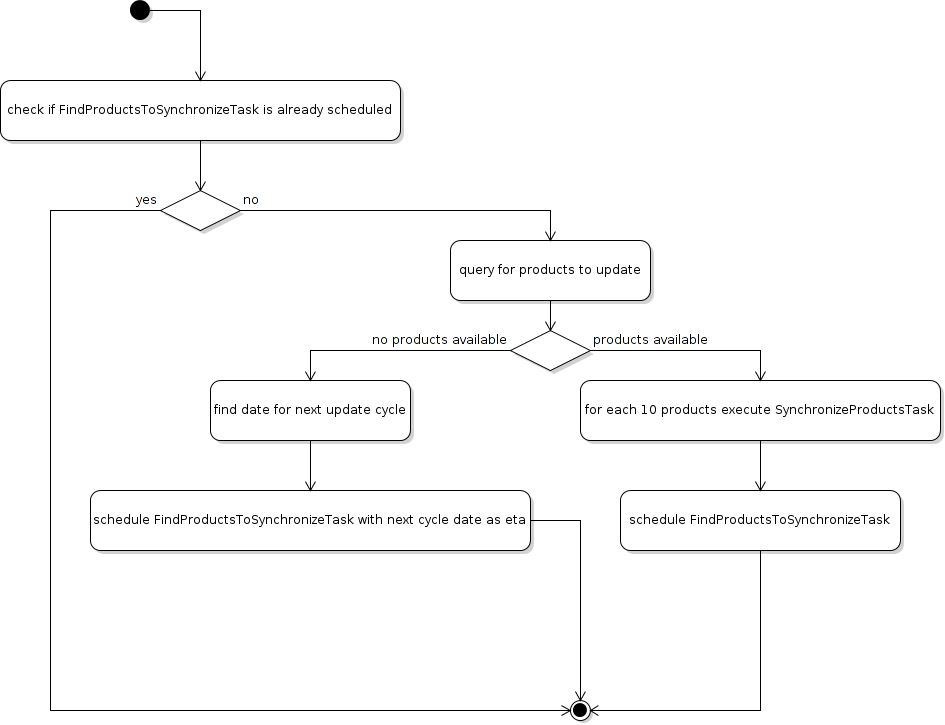 check if FindProductsToSynchronizeTask is already scheduled
yes
no
query for products to update
no products available
products available
find date for next update cycle
for each 10 products execute SynchronizeProductsTask
schedule FindProductsToSynchronizeTask with next cycle date as eta
schedule FindProductsToSynchronizeTask